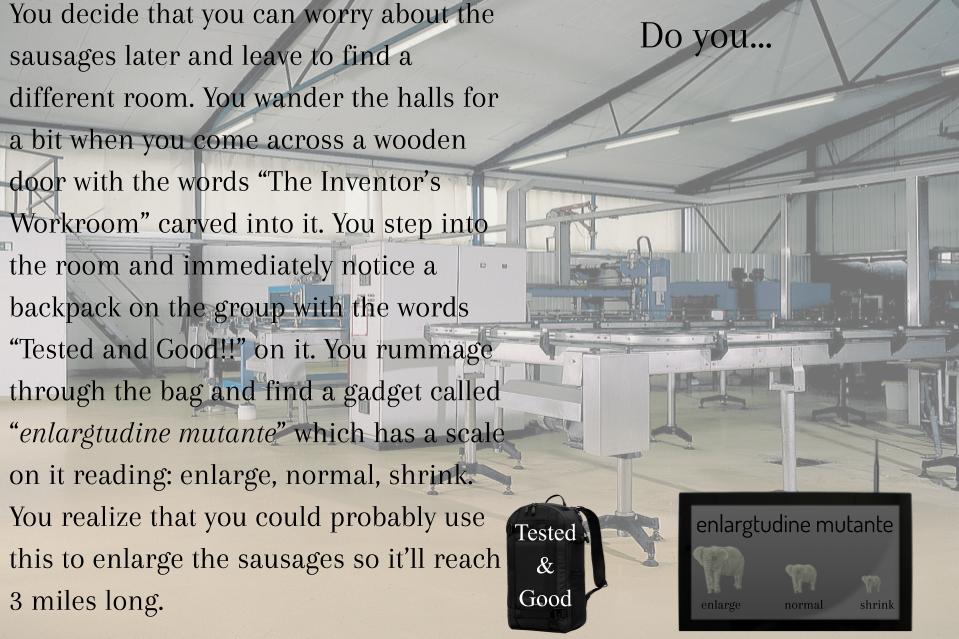 You decide that you can worry about the
sausages later and leave to find a
different room. You wander the halls for
a bit when you come across a wooden
door with the words “The Inventor’s
Workroom” carved into it. You step into
the room and immediately notice a
backpack on the group with the words
“Tested and Good!!” on it. You rummage
through the bag and find a gadget called
“enlargtudine mutante” which has a scale
on it reading: enlarge, normal, shrink.
You realize that you could probably use
this to enlarge the sausages so it’ll reach
3 miles long.
Do you...
Tested
&
Good
enlargtudine mutante
enlarge normal shrink